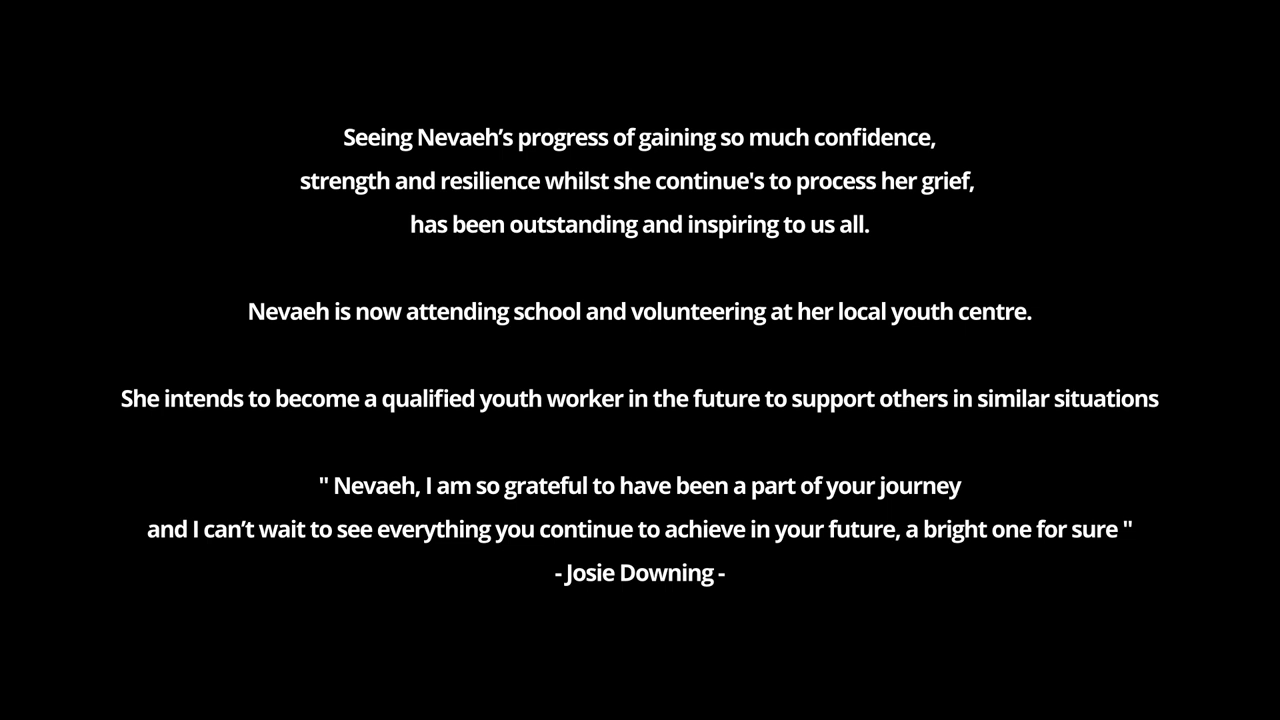 Seeing Nevaeh’s progress of gaining so much confidence,
strength and resilience whilst she continue's to process her grief,
has been outstanding and inspiring to us all.
Nevaeh is now attending school and volunteering at her local youth centre.
She intends to become a qualified youth worker in the future to support others in similar situations
" Nevaeh, I am so grateful to have been a part of your journey
and I can’t wait to see everything you continue to achieve in your future, a bright one for sure "
- Josie Downing -